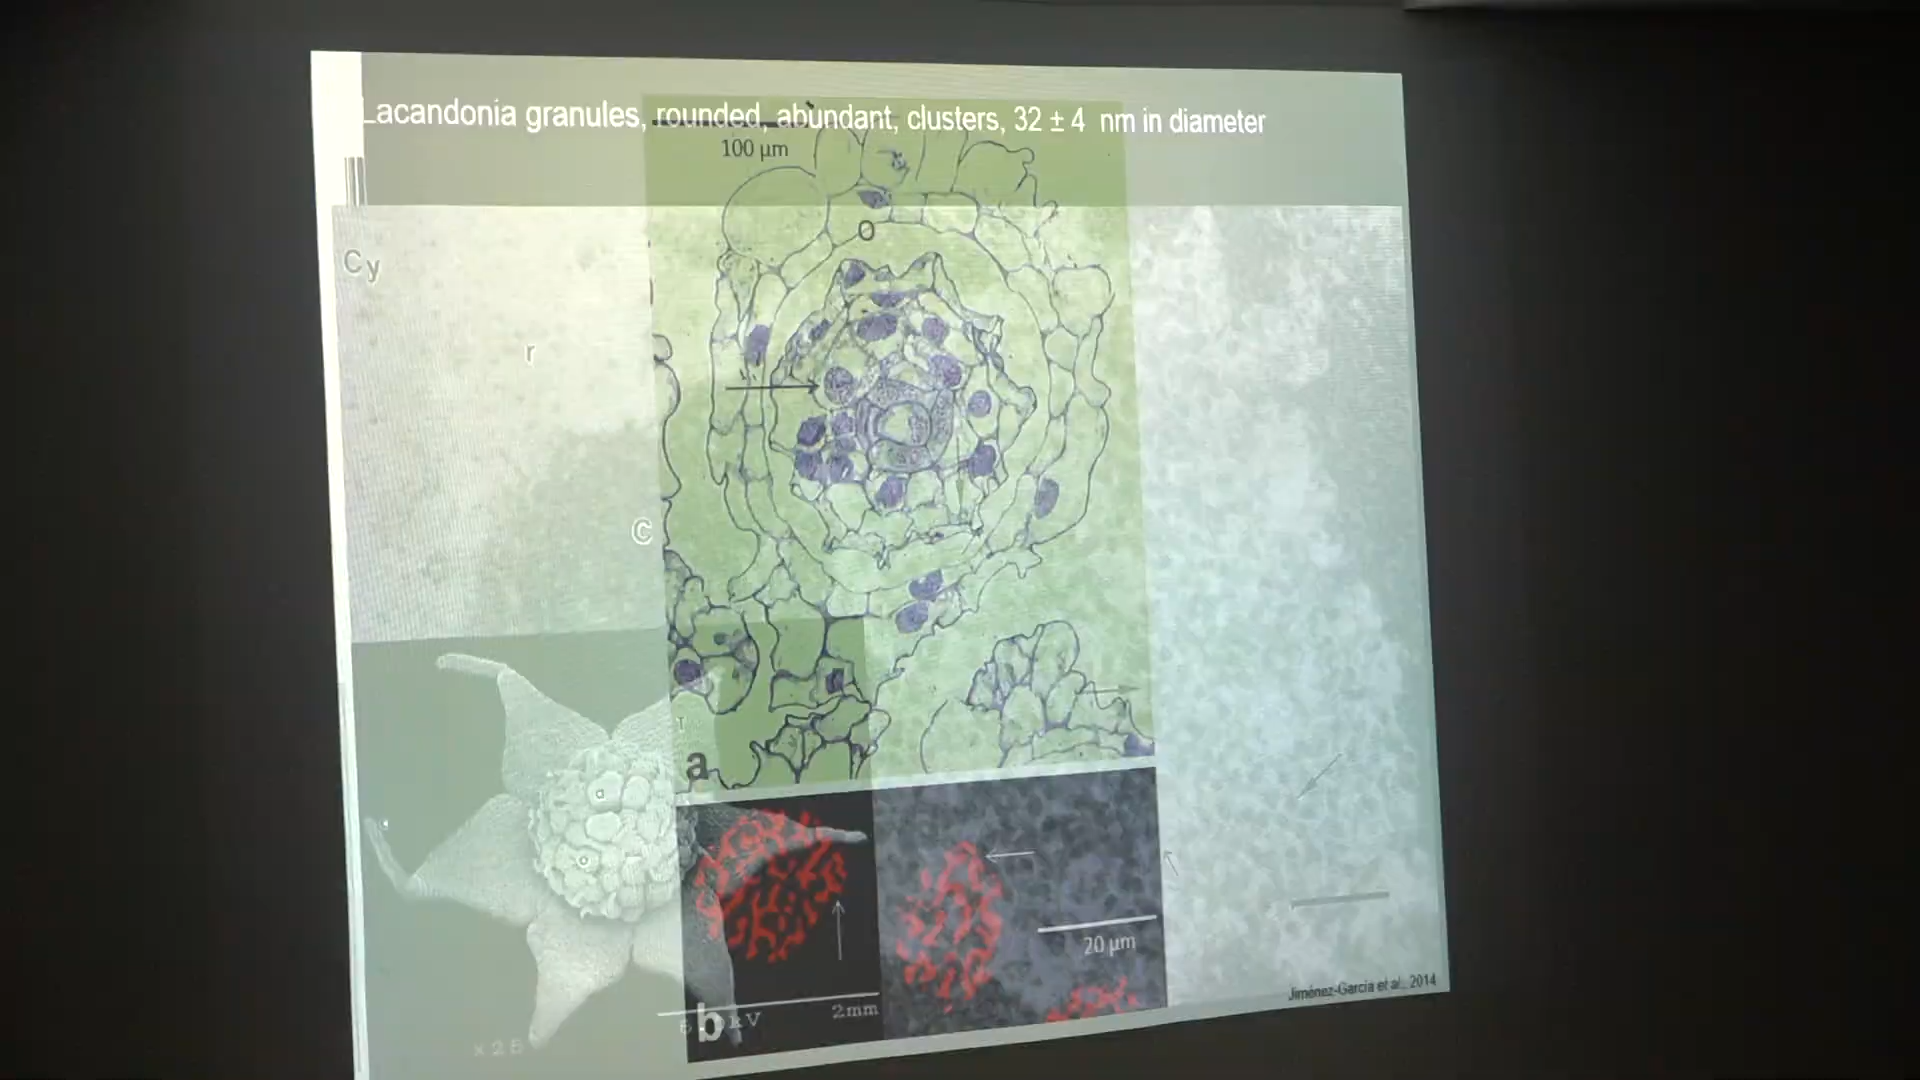 Lacandonia granules, rounded, abundant, clusters, 32 ± 4 nm in diameter
100 µm
O
Cy
r
C
T
a
a
o
20 µm
2mm
b
kV
Jiménez-García et al., 2014